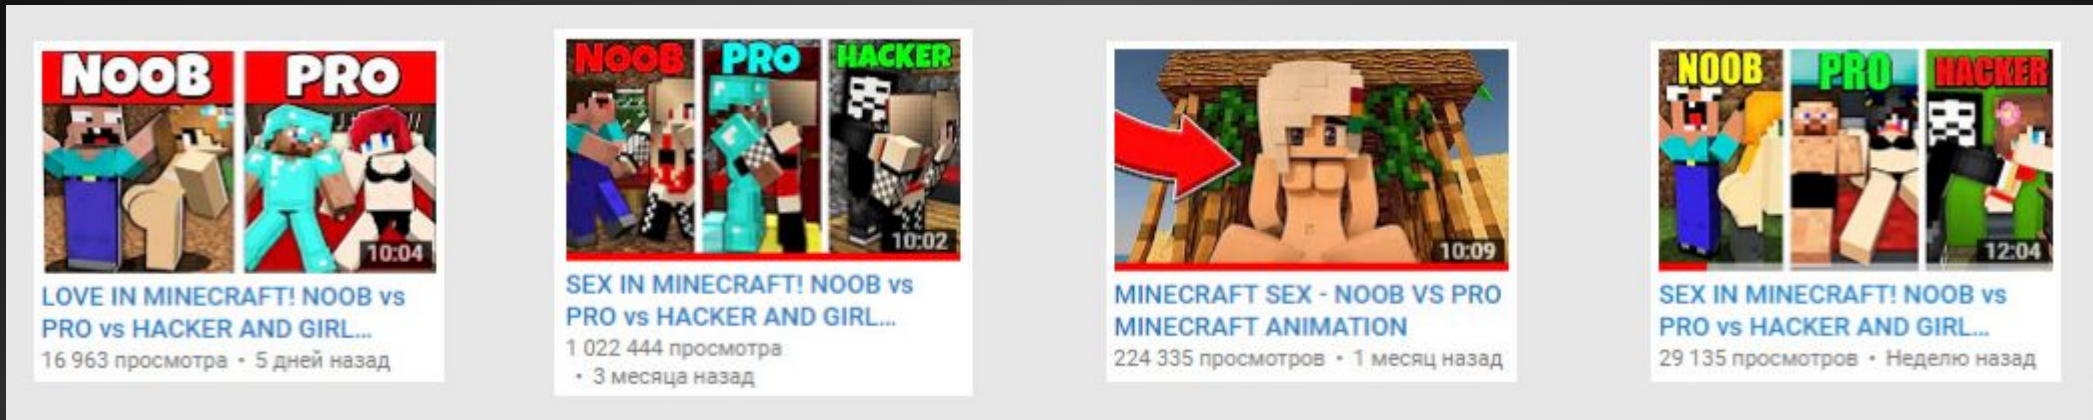 NOOB PRO
10:04
LOVE IN MINECRAFT! NOOB vs
PRO vs HACKER AND GIRL...
16 963 просмотра • 5 дней назад
NOOB PRO HACKER
10:02
SEX IN MINECRAFT! NOOB vs
PRO vs HACKER AND GIRL...
1 022 444 просмотра
• 3 месяца назад
10:09
MINECRAFT SEX - NOOB VS PRO
MINECRAFT ANIMATION
224 335 просмотров • 1 месяц назад
NOOB PRO HACKER
12:04
SEX IN MINECRAFT! NOOB vs
PRO vs HACKER AND GIRL...
29 135 просмотров • Неделю назад